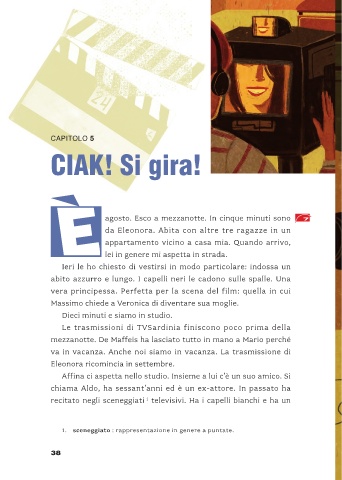 24
CAPITOLO 5
CIAK! Si gira!
È agosto. Esco a mezzanotte. In cinque minuti sono
da Eleonora. Abita con altre tre ragazze in un
appartamento vicino a casa mia. Quando arrivo,
lei in genere mi aspetta in strada.
Ieri le ho chiesto di vestirsi in modo particolare: indossa un
abito azzurro e lungo. I capelli neri le cadono sulle spalle. Una
vera principessa. Perfetta per la scena del film: quella in cui
Massimo chiede a Veronica di diventare sua moglie.
Dieci minuti e siamo in studio.
Le trasmissioni di TVSardinia finiscono poco prima della
mezzanotte. De Maffeis ha lasciato tutto in mano a Mario perché
va in vacanza. Anche noi siamo in vacanza. La trasmissione di
Eleonora ricomincia in settembre.
Affina ci aspetta nello studio. Insieme a lui c'è un suo amico. Si
chiama Aldo, ha sessant'anni ed è un ex-attore. In passato ha
recitato negli sceneggiati¹ televisivi. Ha i capelli bianchi e ha un
1. sceneggiato : rappresentazione in genere a puntate.
38